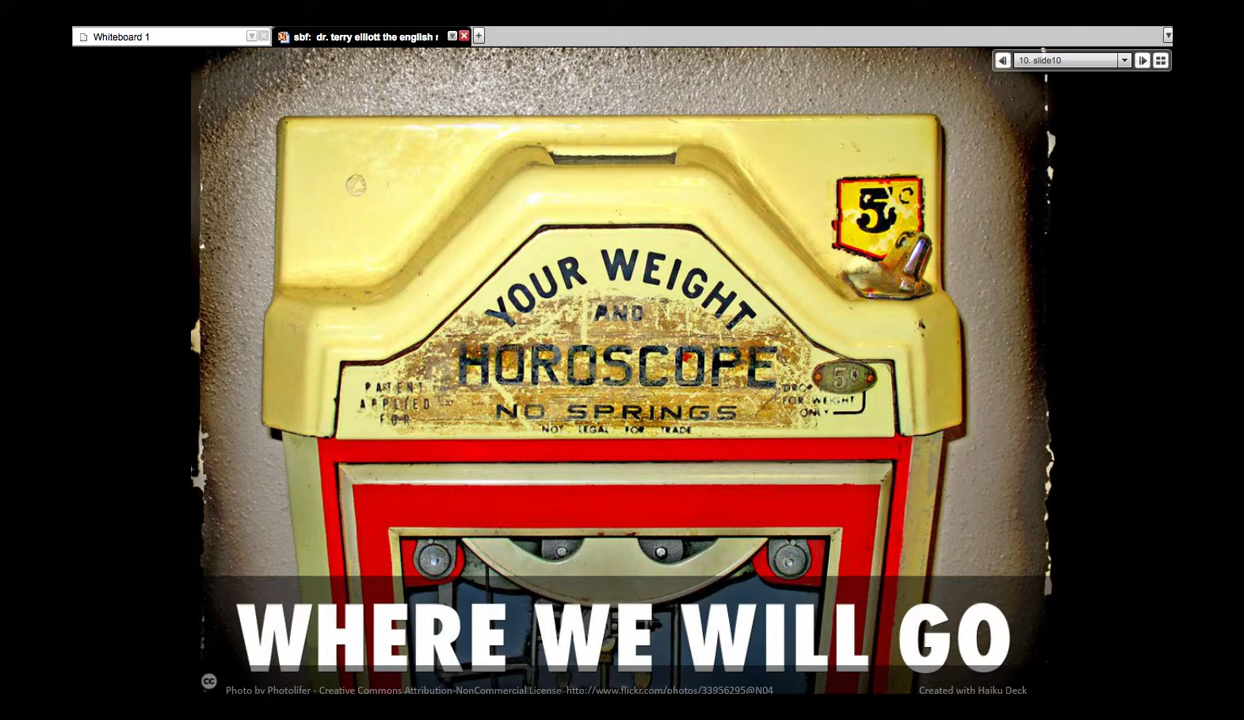 Whiteboard 1
sbf: dr. terry elliott the english r
10. slide10
5c
YOUR WEIGHT
AND
HOROSCOPE
NO SPRINGS
NOT LEGAL FOR TRADE
PATENT
APPLIED
FOR
5¢
DROP
FOR WEIGHT
ONLY
WHERE WE WILL GO
cc
Photo by Photolifer - Creative Commons Attribution-NonCommercial License http://www.flickr.com/photos/33956295@N04
Created with Haiku Deck